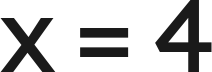 x = 4